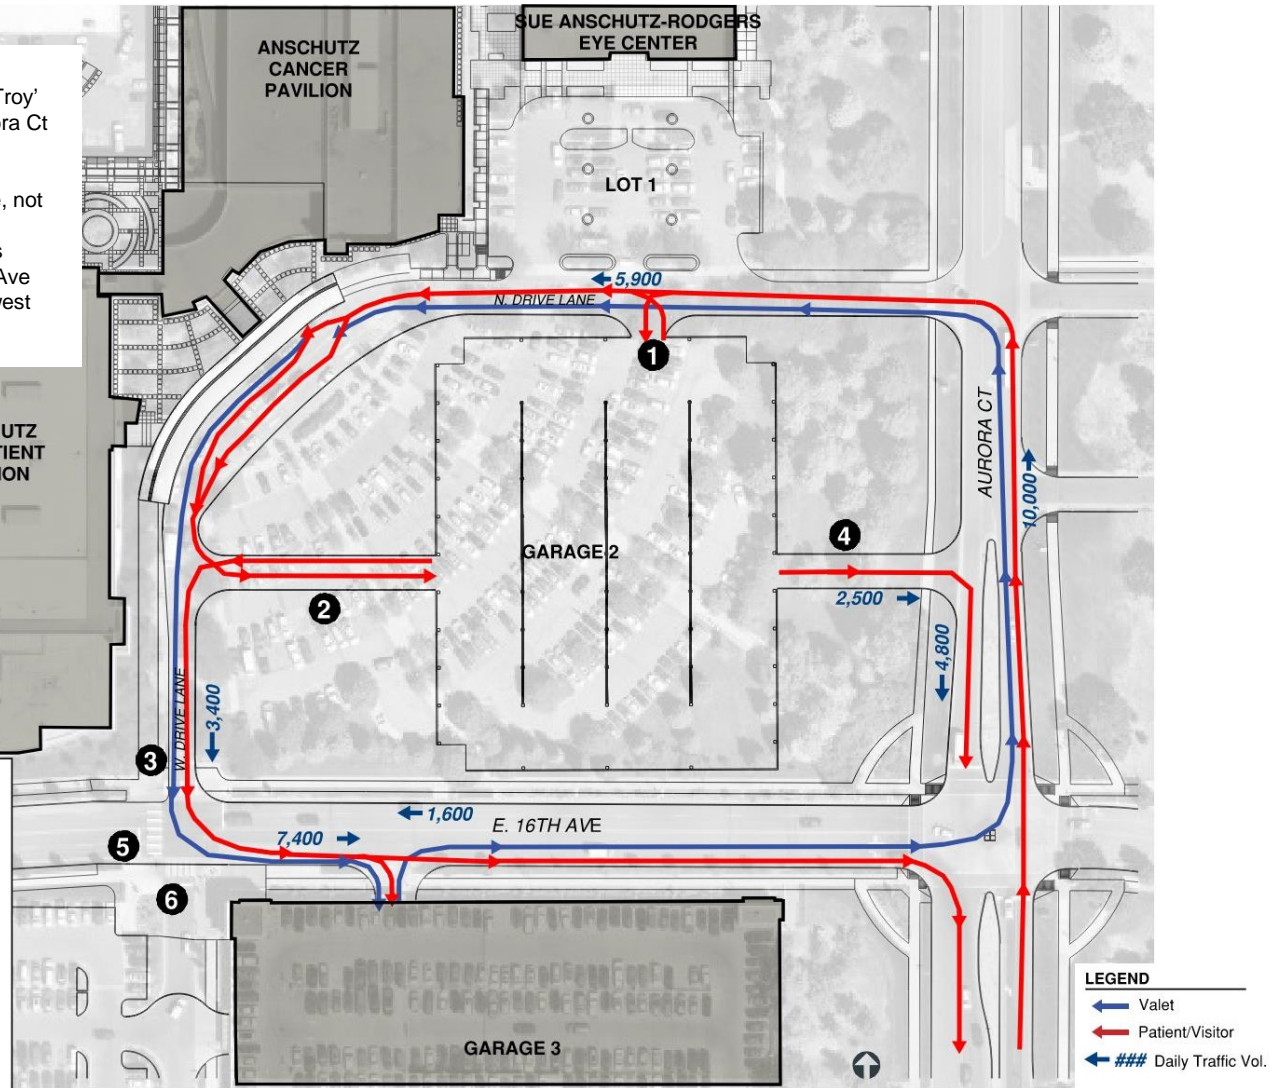 SUE ANSCHUTZ-RODGERS
EYE CENTER
ANSCHUTZ
CANCER
PAVILION
Troy’
ora Ct
, not
s
Ave
west
LOT 1
5,900
N. DRIVE LANE
1
UTZ
TIENT
ION
AURORA CT
10,000
GARAGE 2
4
2,500
2
4,800
W. DRIVE LANE
3,400
3
1,600
E. 16TH AVE
7,400
5
6
GARAGE 3
LEGEND
Valet
Patient/Visitor
### Daily Traffic Vol.